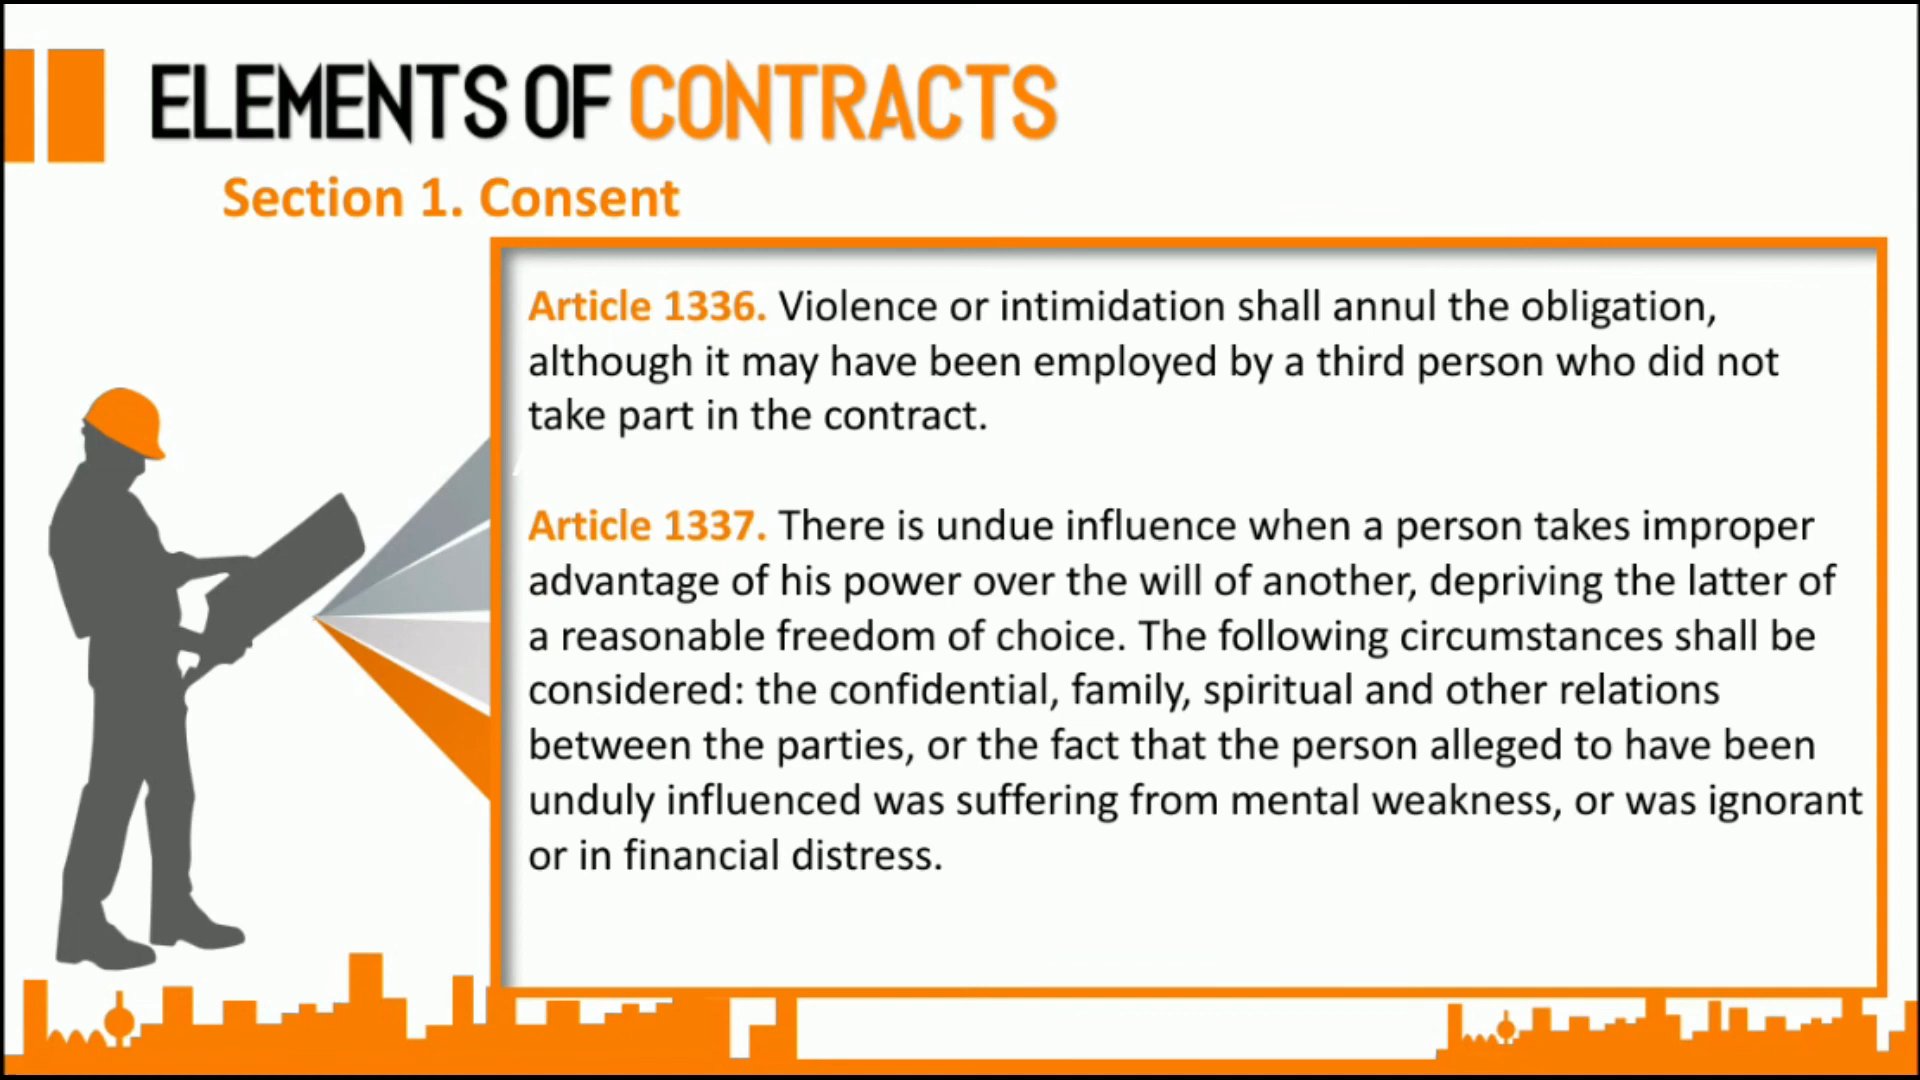 ELEMENTS OF CONTRACTS
Section 1. Consent
Article 1336. Violence or intimidation shall annul the obligation,
although it may have been employed by a third person who did not
take part in the contract.
Article 1337. There is undue influence when a person takes improper
advantage of his power over the will of another, depriving the latter of
a reasonable freedom of choice. The following circumstances shall be
considered: the confidential, family, spiritual and other relations
between the parties, or the fact that the person alleged to have been
unduly influenced was suffering from mental weakness, or was ignorant
or in financial distress.